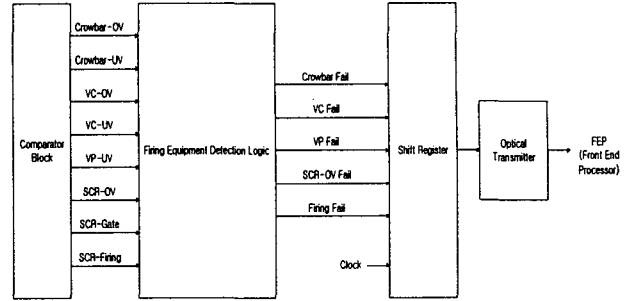 Crowbar-OV
Crowbar-UV
VC-OV
VC-UV
VP-UV
SCR-OV
SCR-Gate
SCR-Firing
Comparator
Block
Firing Equipment Detection Logic
Crowbar Fail
VC Fail
VP Fail
SCR-OV Fail
Firing Fail
Clock
Shift Register
Optical
Transmitter
FEP
(Front End
Processor)